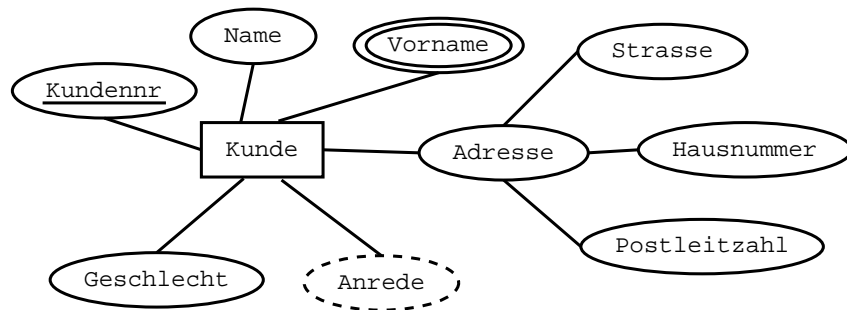 Name
Vorname
Strasse
Kundennr
Kunde
Adresse
Hausnummer
Geschlecht
Anrede
Postleitzahl